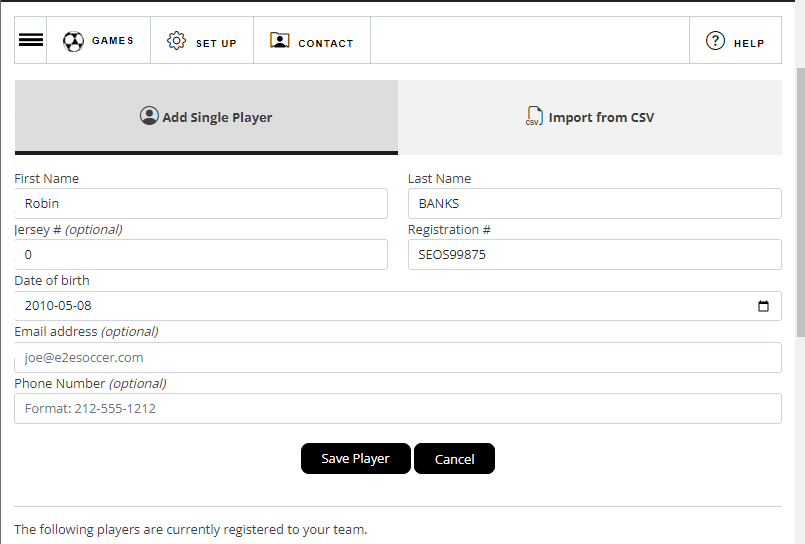 GAMES SET UP CONTACT HELP
Add Single Player CSV Import from CSV
First Name Last Name
Robin BANKS
Jersey # (optional) Registration #
0 SEOS99875
Date of birth
2010-05-08
Email address (optional)
joe@e2esoccer.com
Phone Number (optional)
Format: 212-555-1212
Save Player Cancel
The following players are currently registered to your team.